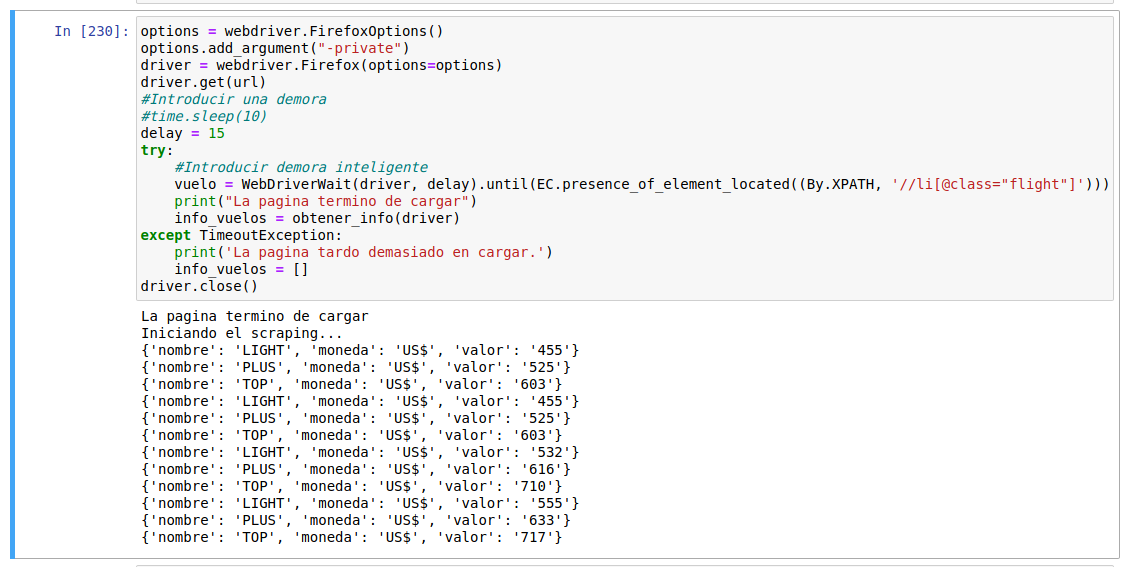 In [230]: options = webdriver.FirefoxOptions()
options.add_argument("-private")
driver = webdriver.Firefox(options=options)
driver.get(url)
#Introducir una demora
#time.sleep(10)
delay = 15
try:
    #Introducir demora inteligente
    vuelo = WebDriverWait(driver, delay).until(EC.presence_of_element_located((By.XPATH, '//li[@class="flight"]')))
    print("La pagina termino de cargar")
    info_vuelos = obtener_info(driver)
except TimeoutException:
    print('La pagina tardo demasiado en cargar.')
    info_vuelos = []
driver.close()
La pagina termino de cargar
Iniciando el scraping...
{'nombre': 'LIGHT', 'moneda': 'US$', 'valor': '455'}
{'nombre': 'PLUS', 'moneda': 'US$', 'valor': '525'}
{'nombre': 'TOP', 'moneda': 'US$', 'valor': '603'}
{'nombre': 'LIGHT', 'moneda': 'US$', 'valor': '455'}
{'nombre': 'PLUS', 'moneda': 'US$', 'valor': '525'}
{'nombre': 'TOP', 'moneda': 'US$', 'valor': '603'}
{'nombre': 'LIGHT', 'moneda': 'US$', 'valor': '532'}
{'nombre': 'PLUS', 'moneda': 'US$', 'valor': '616'}
{'nombre': 'TOP', 'moneda': 'US$', 'valor': '710'}
{'nombre': 'LIGHT', 'moneda': 'US$', 'valor': '555'}
{'nombre': 'PLUS', 'moneda': 'US$', 'valor': '633'}
{'nombre': 'TOP', 'moneda': 'US$', 'valor': '717'}